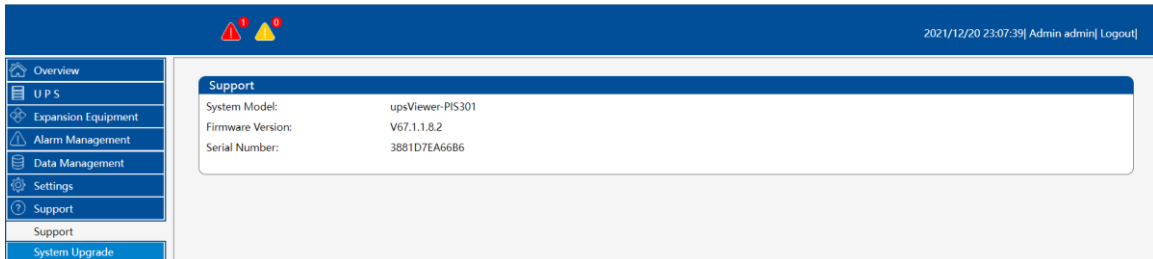 1 0
2021/12/20 23:07:39| Admin admin| Logout|
Overview
UPS
Expansion Equipment
Alarm Management
Data Management
Settings
Support
Support
System Upgrade
Support
System Model: upsViewer-PIS301
Firmware Version: V67.1.1.8.2
Serial Number: 3881D7EA66B6